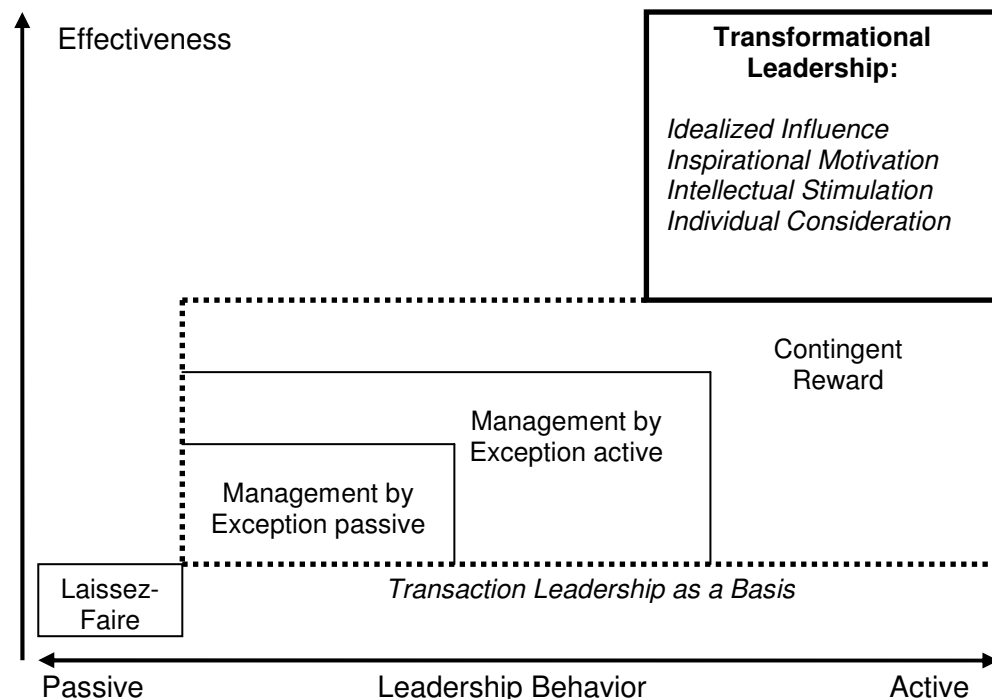 Effectiveness
Transformational
Leadership:
Idealized Influence
Inspirational Motivation
Intellectual Stimulation
Individual Consideration
Contingent
Reward
Management by
Exception active
Management by
Exception passive
Laissez-
Faire
Transaction Leadership as a Basis
Passive
Leadership Behavior
Active